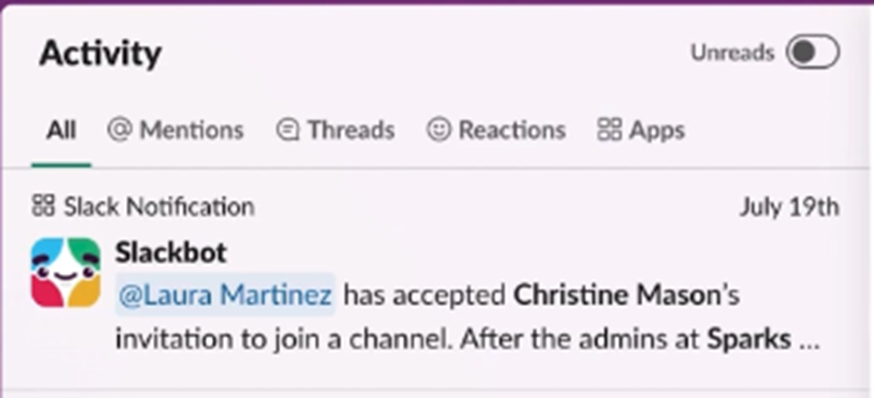 Activity
Unreads
All
Mentions
Threads
Reactions
Apps
Slack Notification
July 19th
Slackbot
@Laura Martinez has accepted Christine Mason's
invitation to join a channel. After the admins at Sparks ...